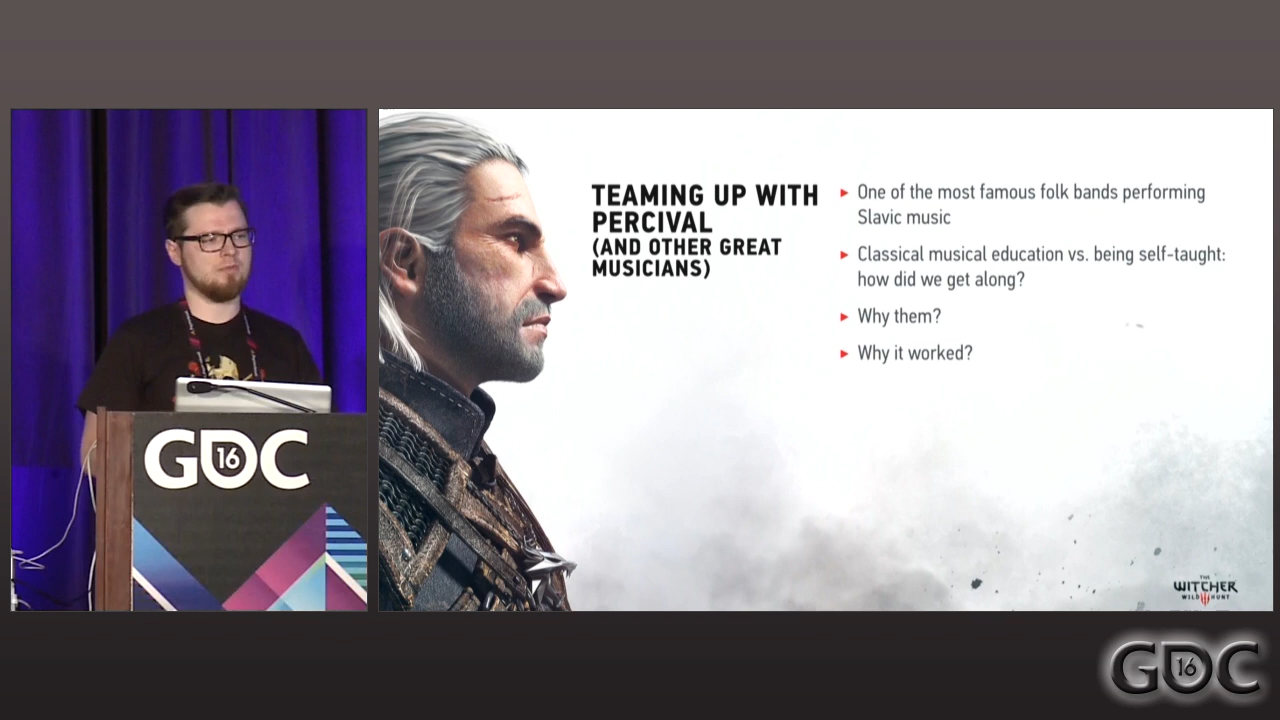 TEAMING UP WITH
PERCIVAL
(AND OTHER GREAT
MUSICIANS)
One of the most famous folk bands performing
Slavic music
Classical musical education vs. being self-taught:
how did we get along?
Why them?
Why it worked?
THE
WITCHER
WILD HUNT
GDC
16
GDC
16